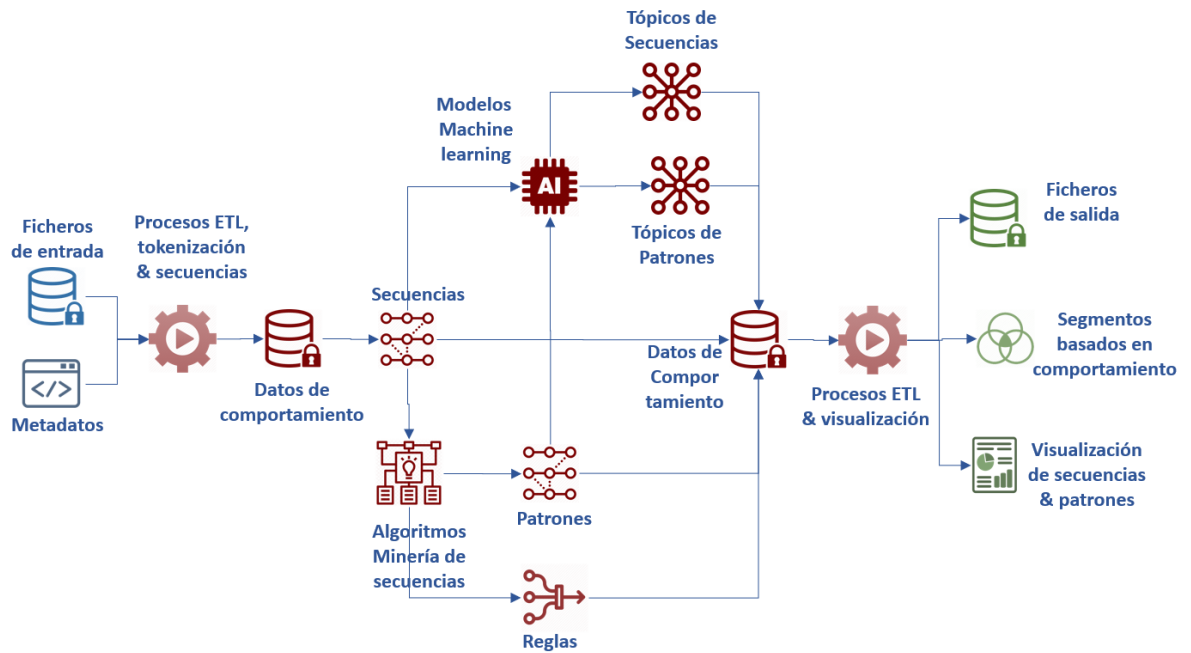 Tópicos de
Secuencias
Modelos
Machine
learning
AI
Tópicos de
Patrones
Ficheros
de entrada
Procesos ETL,
tokenización
& secuencias
</>
Metadatos
Datos de
comportamiento
Secuencias
Algoritmos
Minería de
secuencias
Patrones
Reglas
Datos de
Compor
tamiento
Procesos ETL
& visualización
Ficheros
de salida
Segmentos
basados en
comportamiento
Visualización
de secuencias
& patrones